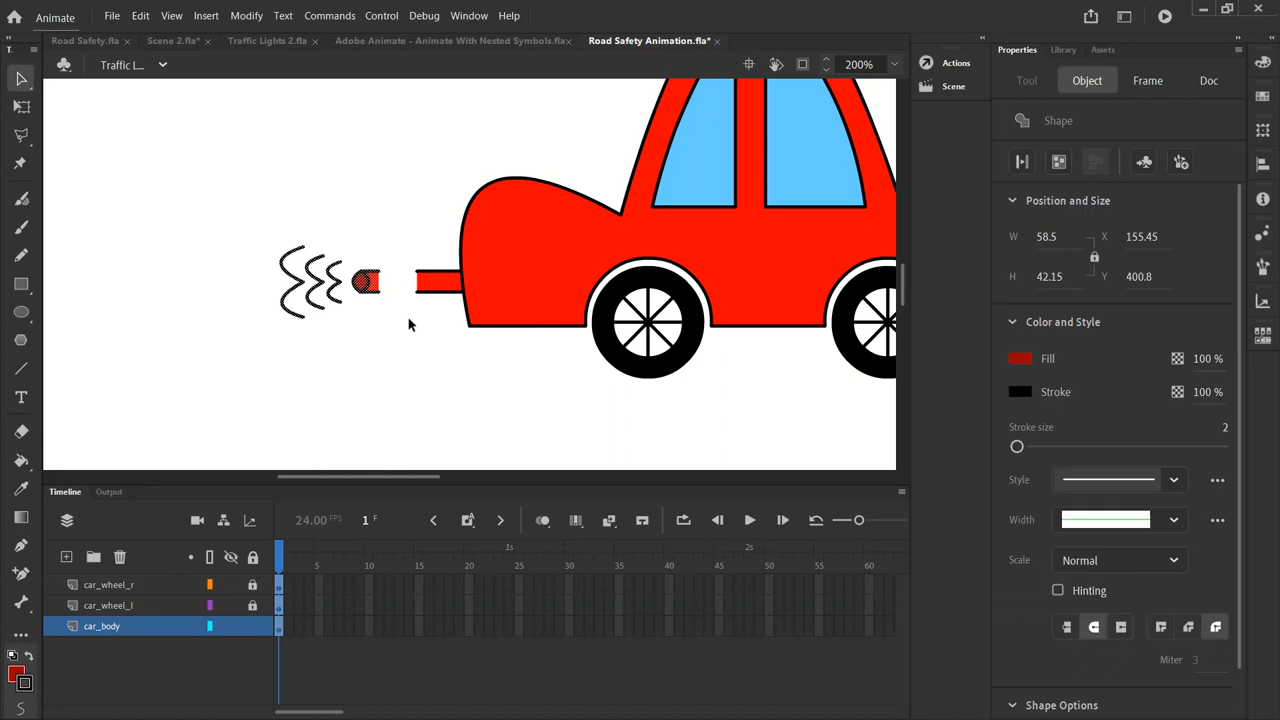 Animate File Edit View Insert Modify Text Commands Control Debug Window Help
Road Safety.fla × Scene 2.fla* × Traffic Lights 2.fla × Adobe Animate - Animate With Nested Symbols.fla× Road Safety Animation.fla* ×
Traffic l... 200%
Actions
Scene
Properties Library Assets
Tool Object Frame Doc
Shape
Position and Size
W 58.5 X 155.45
H 42.15 Y 400.8
Color and Style
Fill 100 %
Stroke 100 %
Stroke size 2
Style
Width
Scale Normal
Hinting
Miter 3
Shape Options
Timeline Output
24.00 FPS 1 F
1s 2s
5 10 15 20 25 30 35 40 45 50 55 60
car_wheel_r
car_wheel_l
car_body